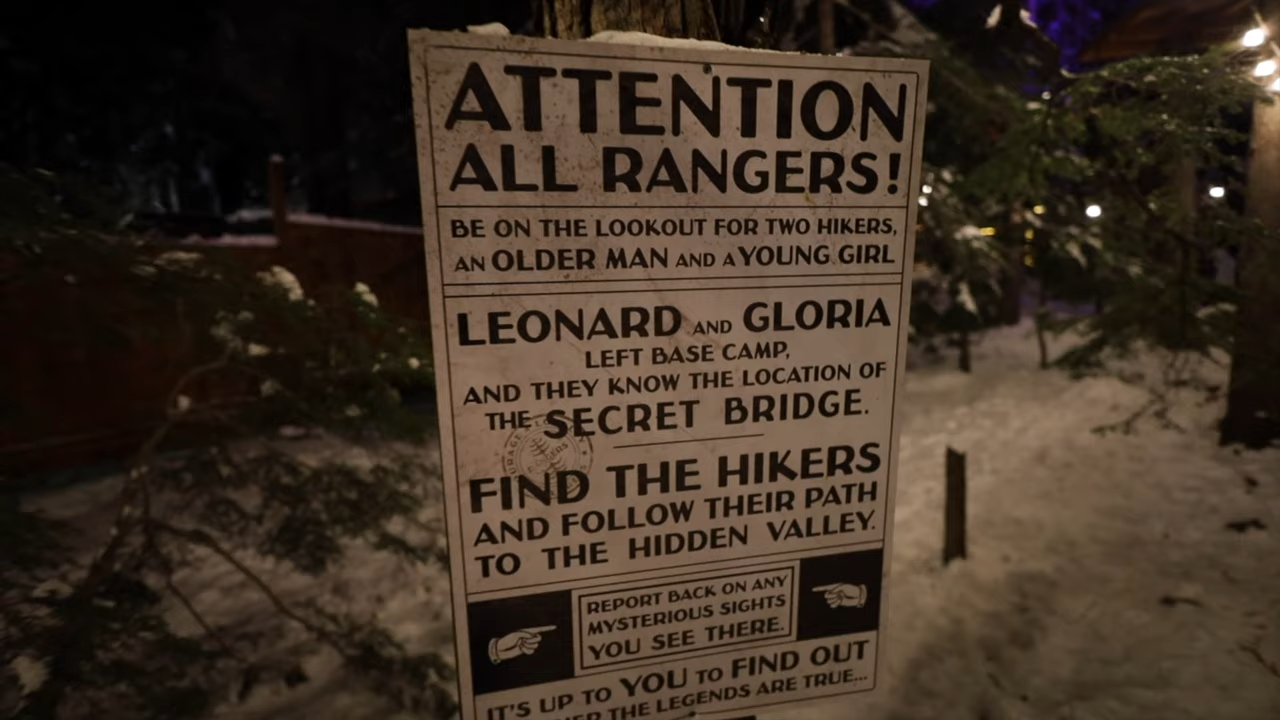 ATTENTION
ALL RANGERS!
BE ON THE LOOKOUT FOR TWO HIKERS,
AN OLDER MAN AND A YOUNG GIRL
LEONARD AND GLORIA
LEFT BASE CAMP,
AND THEY KNOW THE LOCATION OF
THE SECRET BRIDGE.
FIND THE HIKERS
AND FOLLOW THEIR PATH
TO THE HIDDEN VALLEY.
REPORT BACK ON ANY
MYSTERIOUS SIGHTS
YOU SEE THERE.
IT'S UP TO YOU TO FIND OUT
THE LEGENDS ARE TRUE...